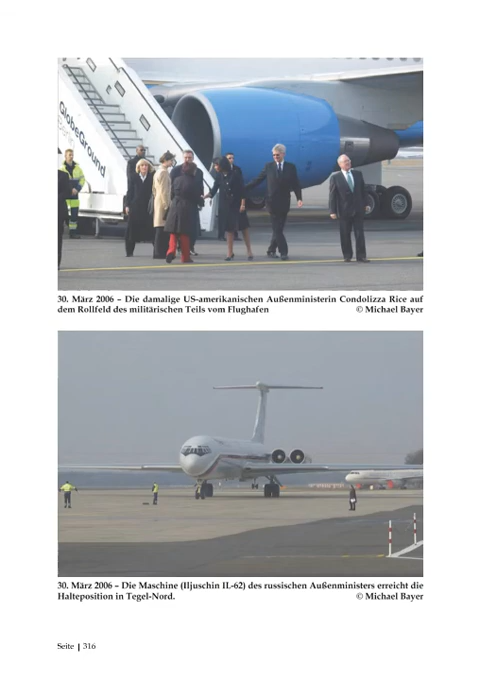 GlobeGround
30. März 2006 – Die damalige US-amerikanischen Außenministerin Condolizza Rice auf
dem Rollfeld des militärischen Teils vom Flughafen © Michael Bayer
30. März 2006 – Die Maschine (Iljuschin IL-62) des russischen Außenministers erreicht die
Halteposition in Tegel-Nord. © Michael Bayer
Seite | 316